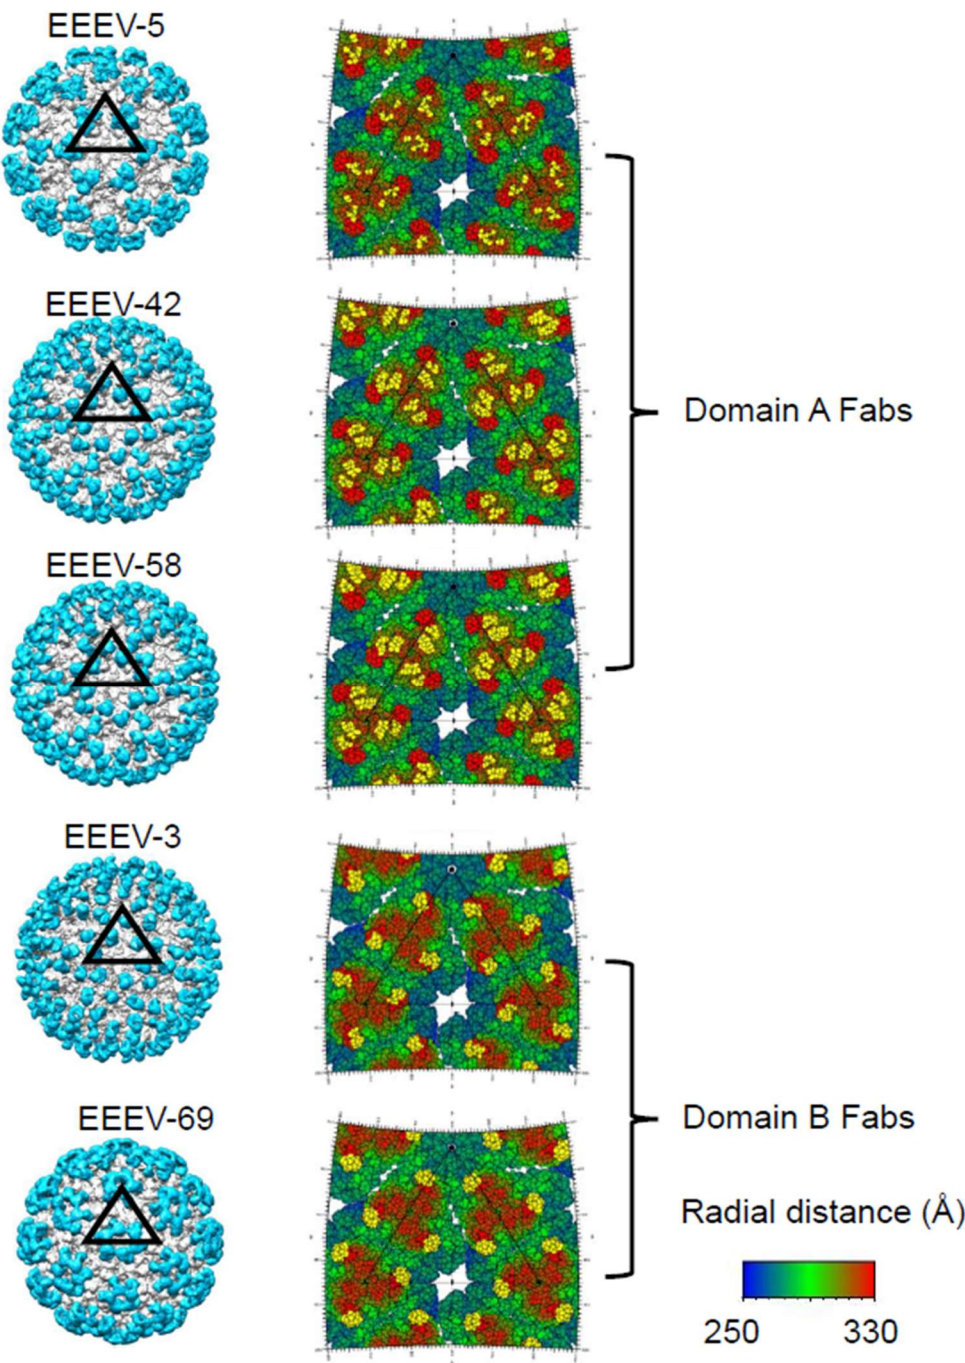 EEEV-5
EEEV-42
Domain A Fabs
EEEV-58
EEEV-3
EEEV-69
Domain B Fabs
Radial distance (Å)
250 330